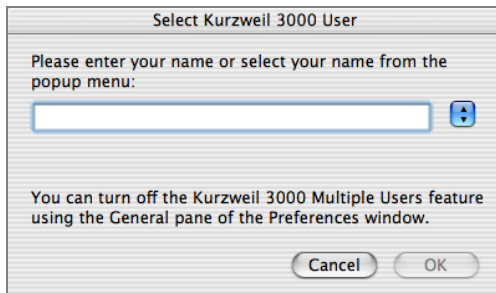 Select Kurzweil 3000 User
Please enter your name or select your name from the
popup menu:
You can turn off the Kurzweil 3000 Multiple Users feature
using the General pane of the Preferences window.
Cancel OK